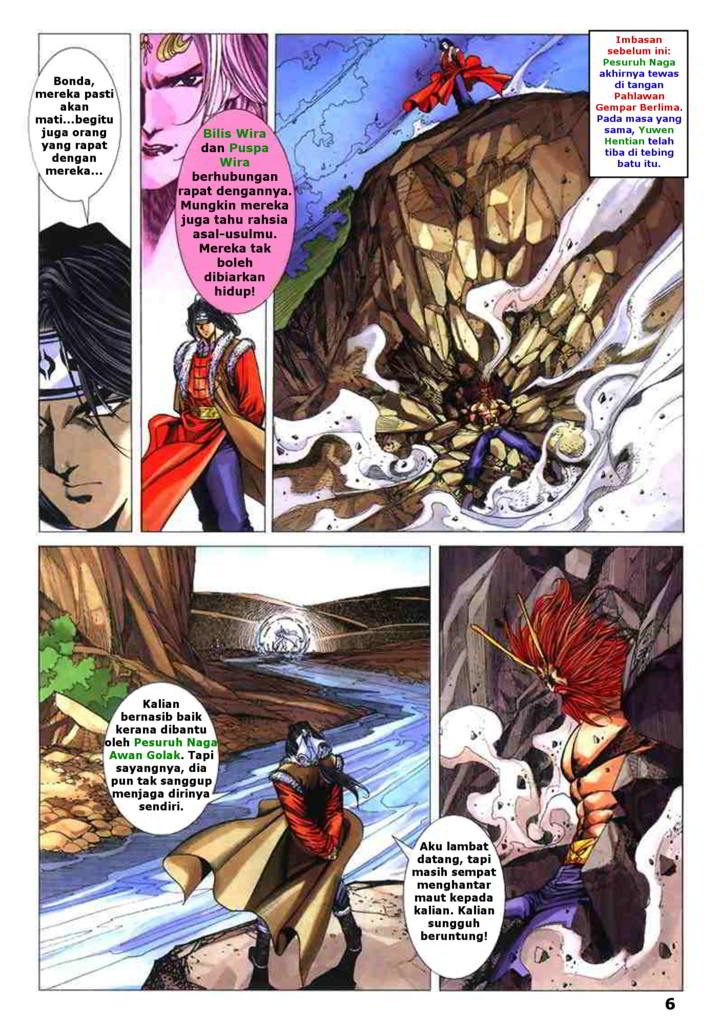 Bonda,
mereka pasti
akan
mati...begitu
juga orang
yang rapat
dengan
mereka...
Bilis Wira
dan Puspa
Wira
berhubungan
rapat dengannya.
Mungkin mereka
juga tahu rahsia
asal-usulmu.
Mereka tak
boleh
dibiarkan
hidup!
Imbasan
sebelum ini:
Pesuruh Naga
akhirnya tewas
di tangan
Pahlawan
Gempar Berlima.
Pada masa yang
sama, Yuwen
Hentian telah
tiba di tebing
batu itu.
Kalian
bernasib baik
kerana dibantu
oleh Pesuruh Naga
Awan Golak. Tapi
sayangnya, dia
pun tak sanggup
menjaga dirinya
sendiri.
Aku lambat
datang, tapi
masih sempat
menghantar
maut kepada
kalian. Kalian
sungguh
beruntung!
6